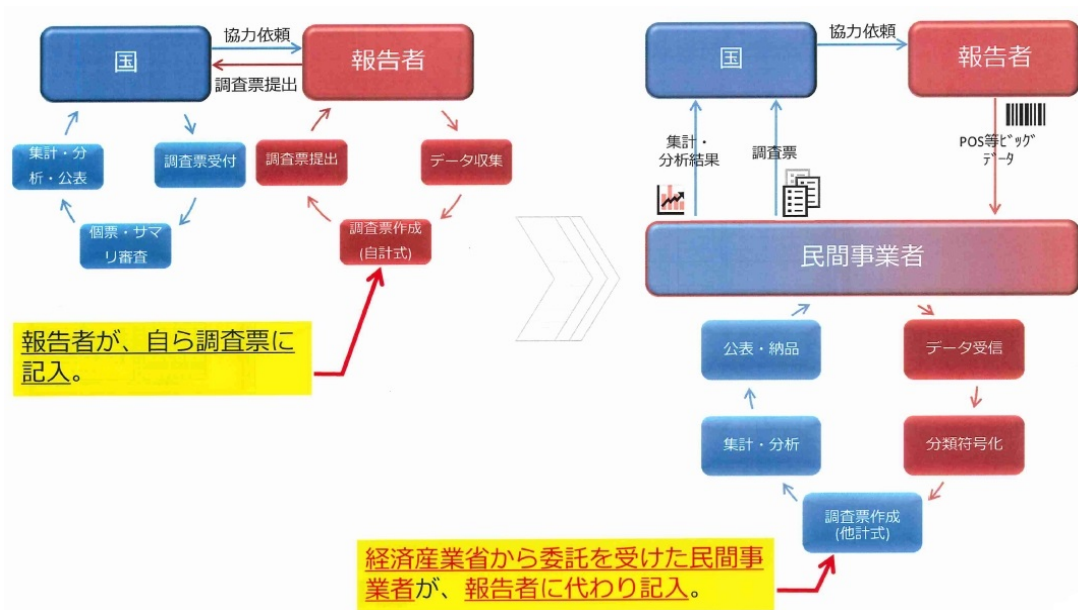 国
協力依頼
報告者
調査票提出
集計・分
析・公表
調査票受付
個票・サマ
リ審査
調査票提出
データ収集
調査票作成
(自計式)
報告者が、自ら調査票に
記入。
国
協力依頼
報告者
集計・
分析結果
調査票
POS等ﾋﾞｯｸﾞ
ﾃﾞｰﾀ
民間事業者
公表・納品
データ受信
集計・分析
分類符号化
調査票作成
(他計式)
経済産業省から委託を受けた民間事
業者が、報告者に代わり記入。